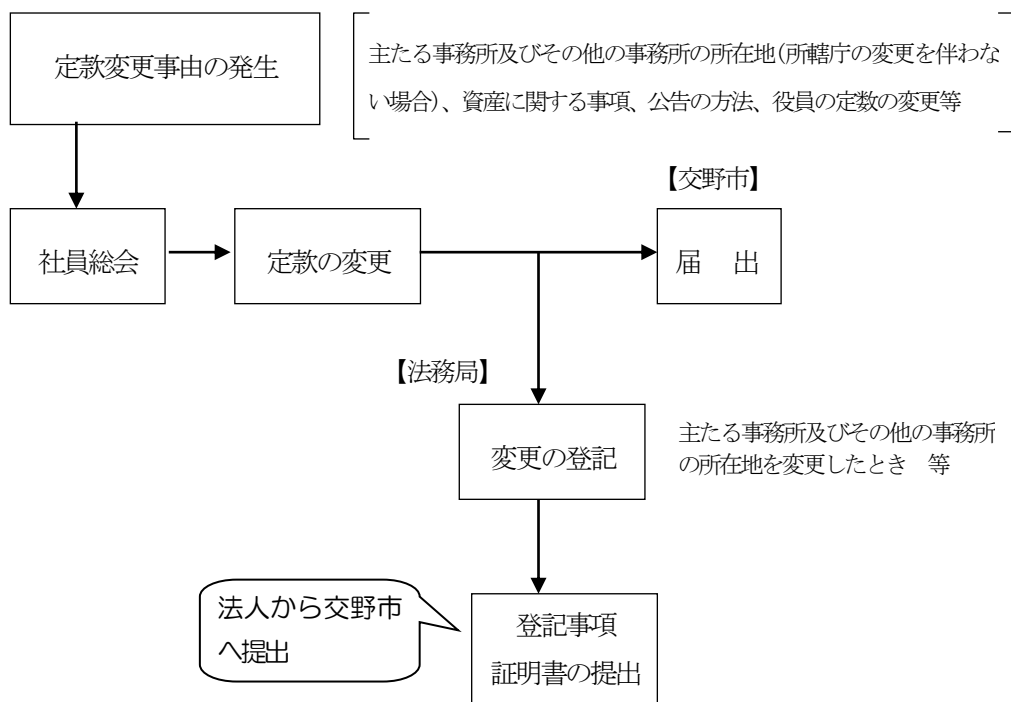 定款変更事由の発生
主たる事務所及びその他の事務所の所在地(所轄庁の変更を伴わな
い場合)、資産に関する事項、公告の方法、役員の定数の変更等
【交野市】
社員総会
定款の変更
届　出
【法務局】
変更の登記
主たる事務所及びその他の事務所
の所在地を変更したとき　等
法人から交野市
へ提出
登記事項
証明書の提出